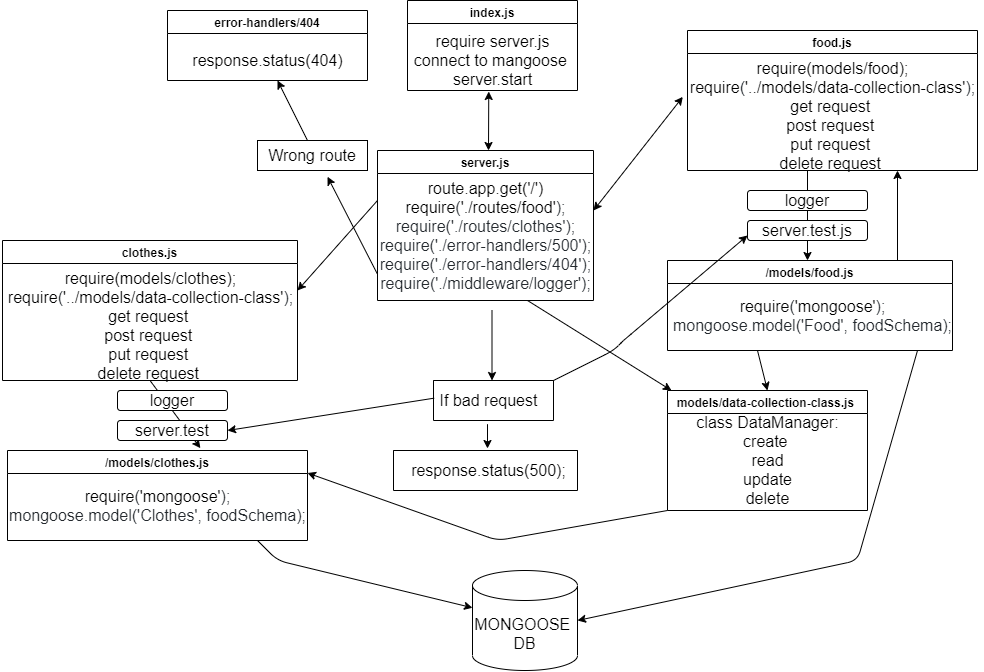 error-handlers/404
response.status(404)
index.js
require server.js
connect to mangoose
server.start
food.js
require(models/food);
require('../models/data-collection-class');
get request
post request
put request
delete request
Wrong route
server.js
route.app.get('/')
require('./routes/food');
require('./routes/clothes');
require('./error-handlers/500');
require('./error-handlers/404');
require('./middleware/logger');
logger
server.test.js
clothes.js
require(models/clothes);
require('../models/data-collection-class');
get request
post request
put request
delete request
/models/food.js
require('mongoose');
mongoose.model('Food', foodSchema);
logger
server.test
If bad request
models/data-collection-class.js
class DataManager:
create
read
update
delete
/models/clothes.js
require('mongoose');
mongoose.model('Clothes', foodSchema);
response.status(500);
MONGOOSE
DB